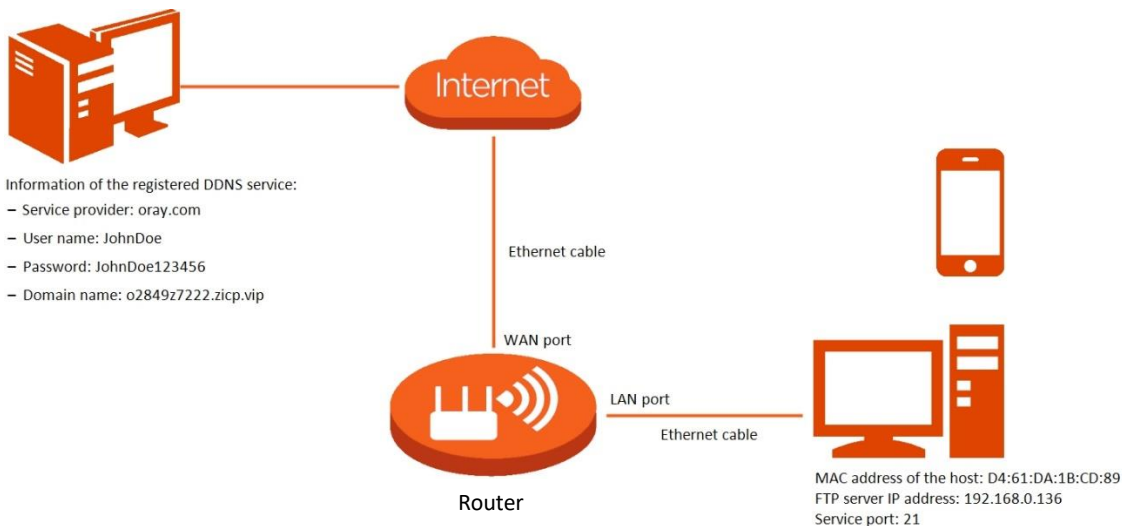 Internet
Information of the registered DDNS service:
– Service provider: oray.com
– User name: JohnDoe
– Password: JohnDoe123456
– Domain name: o2849z7222.zicp.vip
Ethernet cable
WAN port
LAN port
Ethernet cable
Router
MAC address of the host: D4:61:DA:1B:CD:89
FTP server IP address: 192.168.0.136
Service port: 21